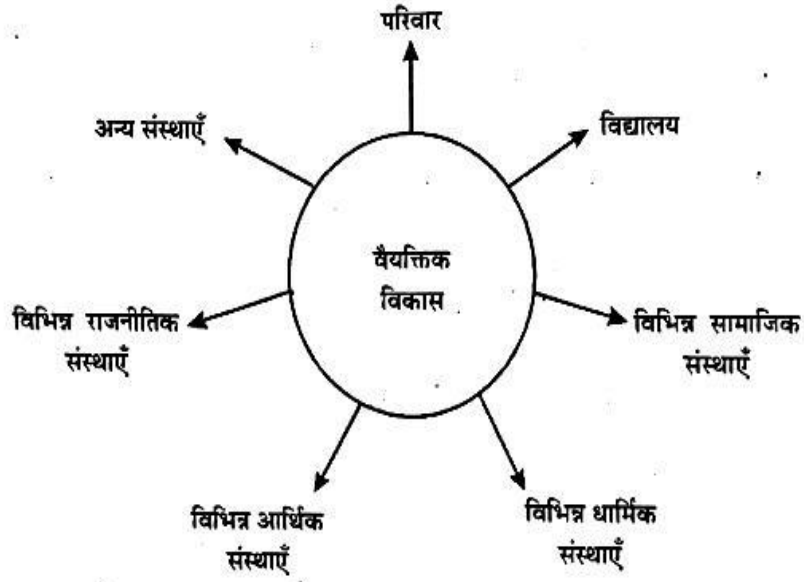 परिवार
अन्य संस्थाएँ
विद्यालय
वैयक्तिक
विकास
विभिन्न राजनीतिक
संस्थाएँ
विभिन्न सामाजिक
संस्थाएँ
विभिन्न आर्थिक
संस्थाएँ
विभिन्न धार्मिक
संस्थाएँ